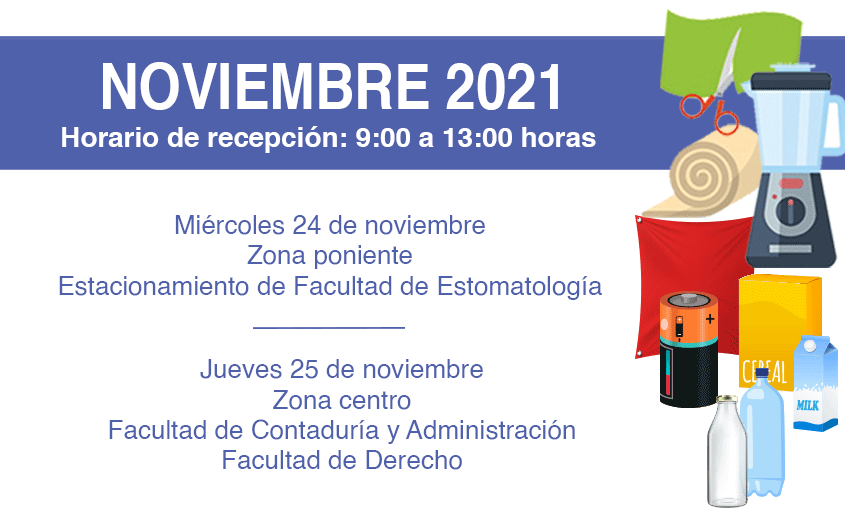 NOVIEMBRE 2021
Horario de recepción: 9:00 a 13:00 horas
Miércoles 24 de noviembre
Zona poniente
Estacionamiento de Facultad de Estomatología
Jueves 25 de noviembre
Zona centro
Facultad de Contaduría y Administración
Facultad de Derecho
+
CEREAL
MILK